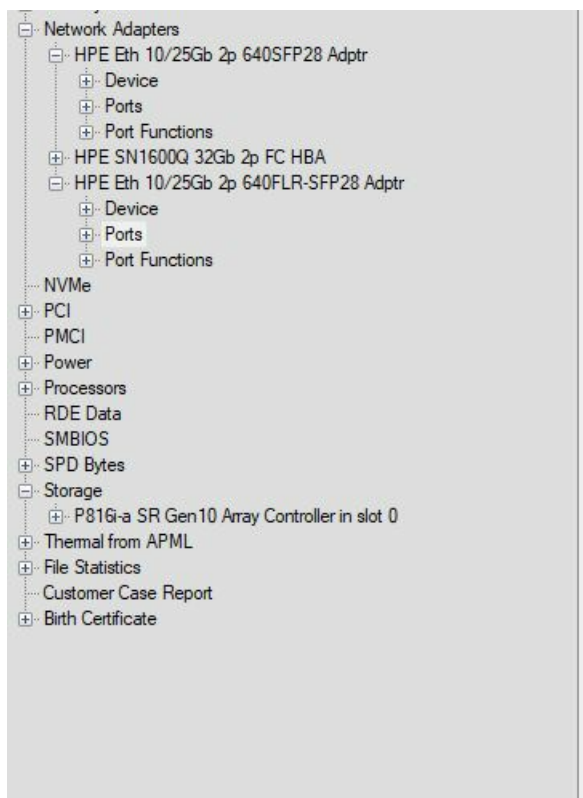 Network Adapters
HPE Eth 10/25Gb 2p 640SFP28 Adptr
Device
Ports
Port Functions
HPE SN1600Q 32Gb 2p FC HBA
HPE Eth 10/25Gb 2p 640FLR-SFP28 Adptr
Device
Ports
Port Functions
NVMe
PCI
PMCI
Power
Processors
RDE Data
SMBIOS
SPD Bytes
Storage
P816i-a SR Gen10 Array Controller in slot 0
Thermal from APML
File Statistics
Customer Case Report
Birth Certificate